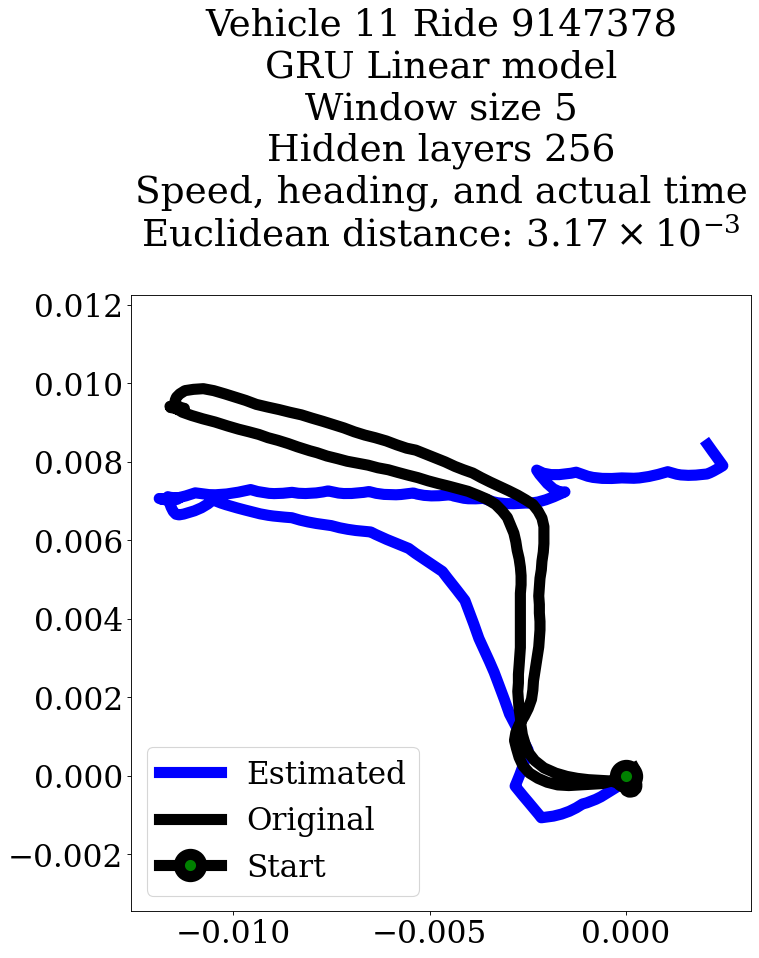 Vehicle 11 Ride 9147378
GRU Linear model
Window size 5
Hidden layers 256
Speed, heading, and actual time
Euclidean distance: 3.17 × 10⁻³
0.012
0.010
0.008
0.006
0.004
0.002
0.000
−0.002
Estimated
Original
Start
−0.010
−0.005
0.000